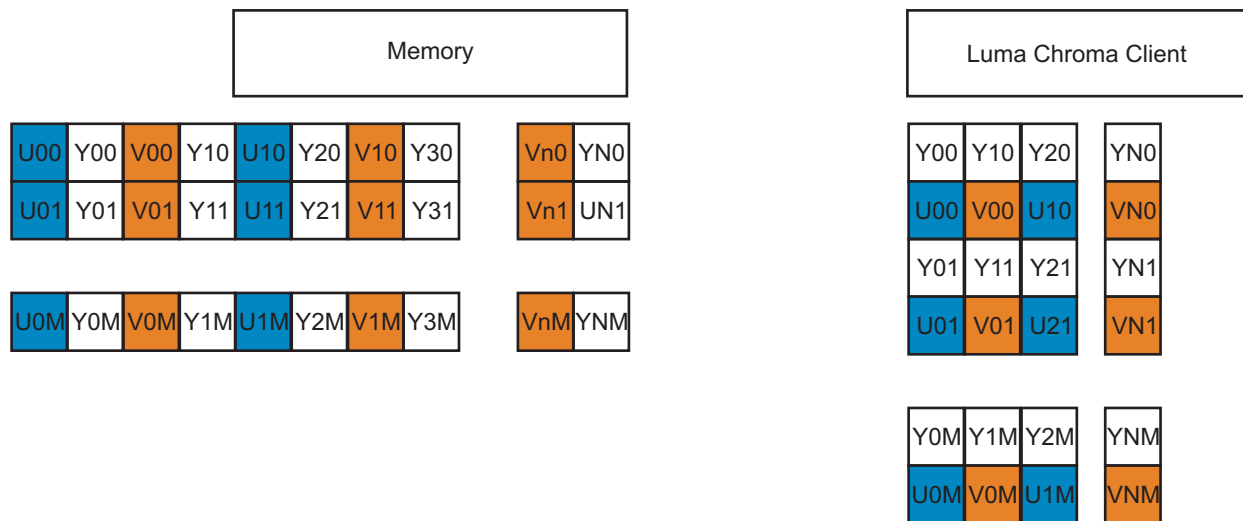 Memory
U00 Y00 V00 Y10 U10 Y20 V10 Y30 Vn0 YN0
U01 Y01 V01 Y11 U11 Y21 V11 Y31 Vn1 UN1
U0M Y0M V0M Y1M U1M Y2M V1M Y3M VnM YNM
Luma Chroma Client
Y00 Y10 Y20 YN0
U00 V00 U10 VN0
Y01 Y11 Y21 YN1
U01 V01 U21 VN1
Y0M Y1M Y2M YNM
U0M V0M U1M VNM